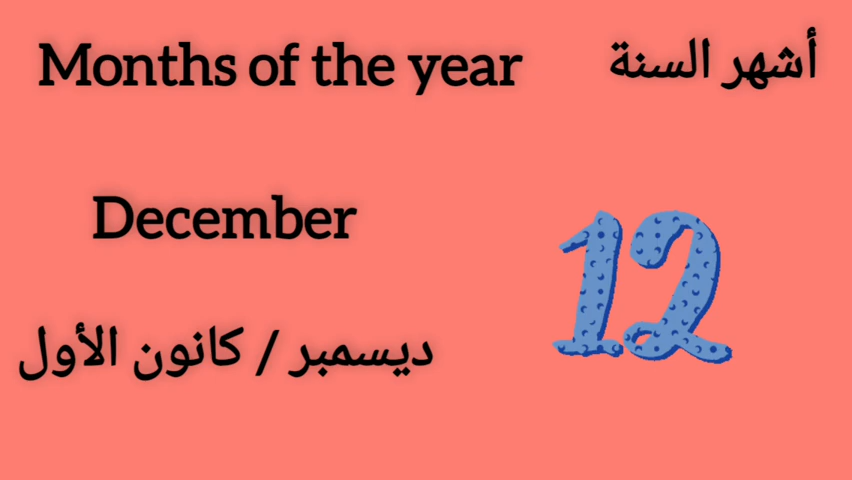 Months of the year
أشهر السنة
December
ديسمبر / كانون الأول
12